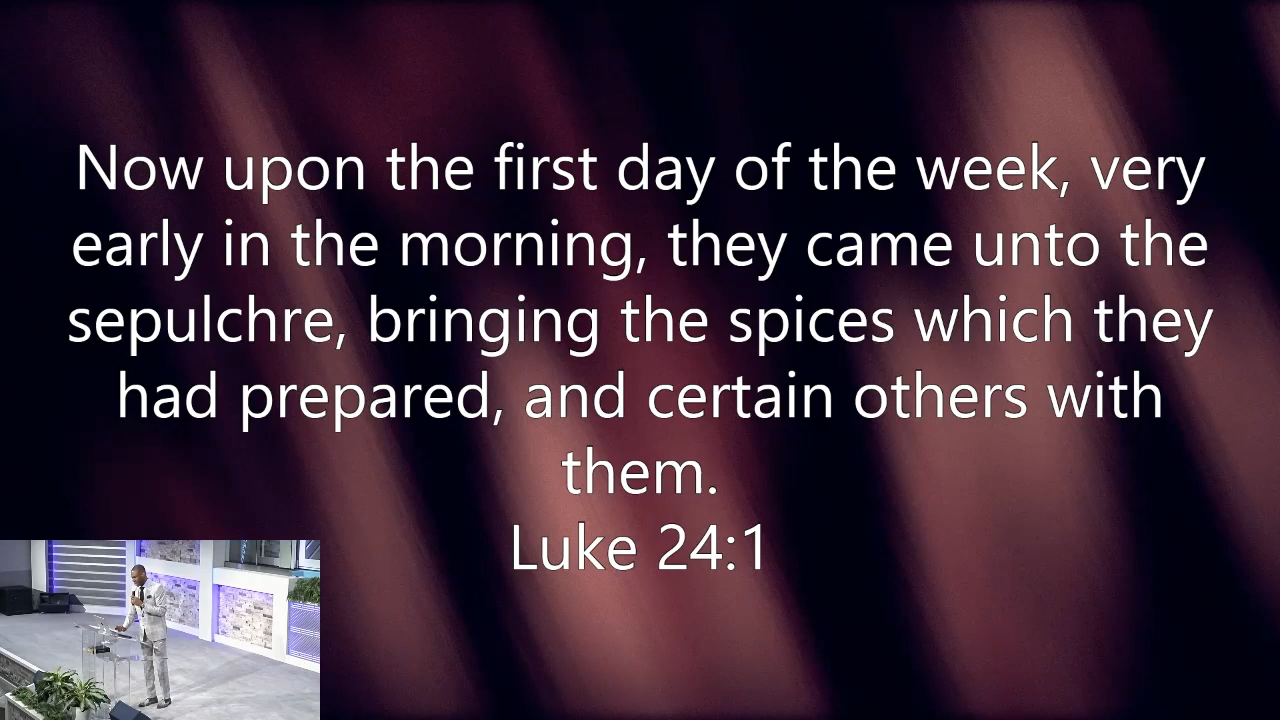 Now upon the first day of the week, very
early in the morning, they came unto the
sepulchre, bringing the spices which they
had prepared, and certain others with
them.
Luke 24:1